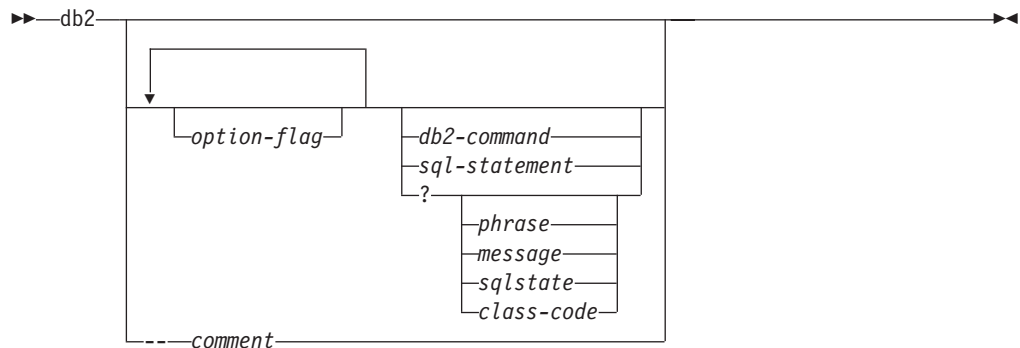 db2
option-flag
db2-command
sql-statement
?
phrase
message
sqlstate
class-code
-- comment